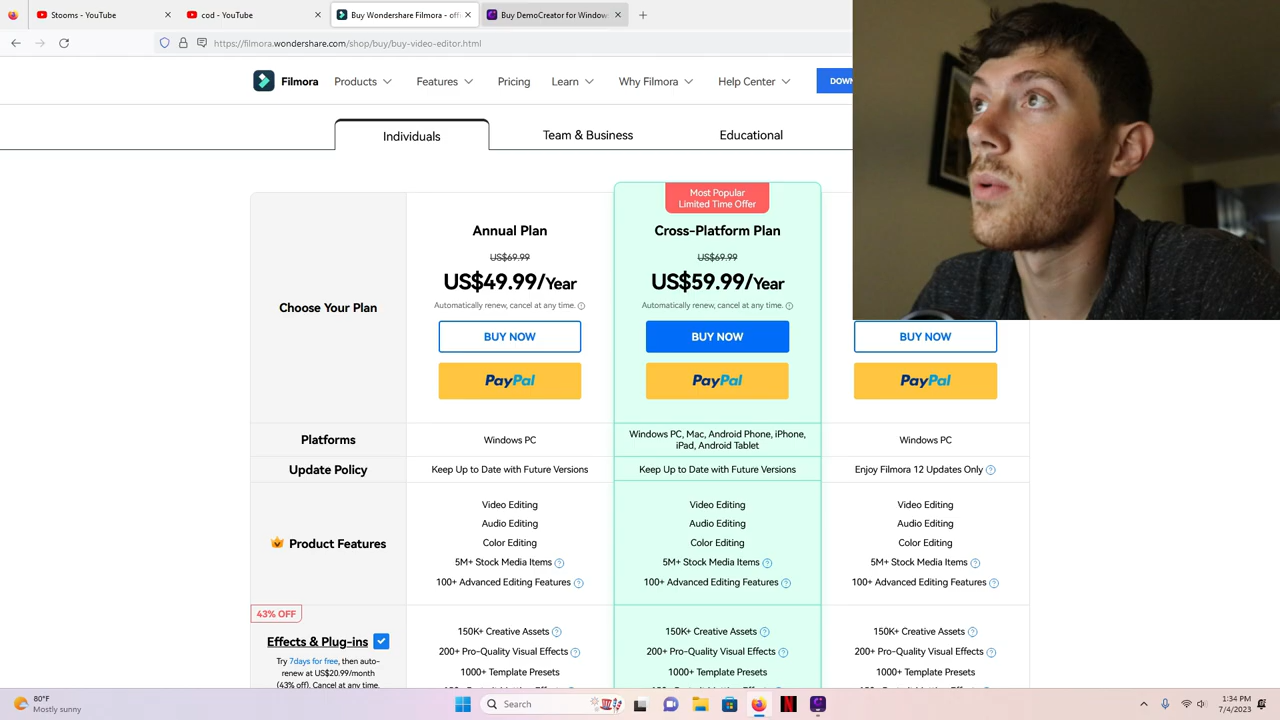 Stooms - YouTube
cod - YouTube
Buy Wondershare Filmora - offi
Buy DemoCreator for Window
https://filmora.wondershare.com/shop/buy/buy-video-editor.html
Filmora
Products
Features
Pricing
Learn
Why Filmora
Help Center
DOWN
Individuals
Team & Business
Educational
Most Popular
Limited Time Offer
Choose Your Plan
Annual Plan
US$69.99
US$49.99/Year
Automatically renew, cancel at any time.
BUY NOW
PayPal
Cross-Platform Plan
US$69.99
US$59.99/Year
Automatically renew, cancel at any time.
BUY NOW
PayPal
BUY NOW
PayPal
Platforms
Windows PC
Windows PC, Mac, Android Phone, iPhone,
iPad, Android Tablet
Windows PC
Update Policy
Keep Up to Date with Future Versions
Keep Up to Date with Future Versions
Enjoy Filmora 12 Updates Only
Product Features
Video Editing
Audio Editing
Color Editing
5M+ Stock Media Items
100+ Advanced Editing Features
Video Editing
Audio Editing
Color Editing
5M+ Stock Media Items
100+ Advanced Editing Features
Video Editing
Audio Editing
Color Editing
5M+ Stock Media Items
100+ Advanced Editing Features
43% OFF
Effects & Plug-ins
Try 7days for free, then auto-
renew at US$20.99/month
(43% off). Cancel at any time.
150K+ Creative Assets
200+ Pro-Quality Visual Effects
1000+ Template Presets
150K+ Creative Assets
200+ Pro-Quality Visual Effects
1000+ Template Presets
150K+ Creative Assets
200+ Pro-Quality Visual Effects
1000+ Template Presets
80°F
Mostly sunny
Search
1:34 PM
7/4/2023